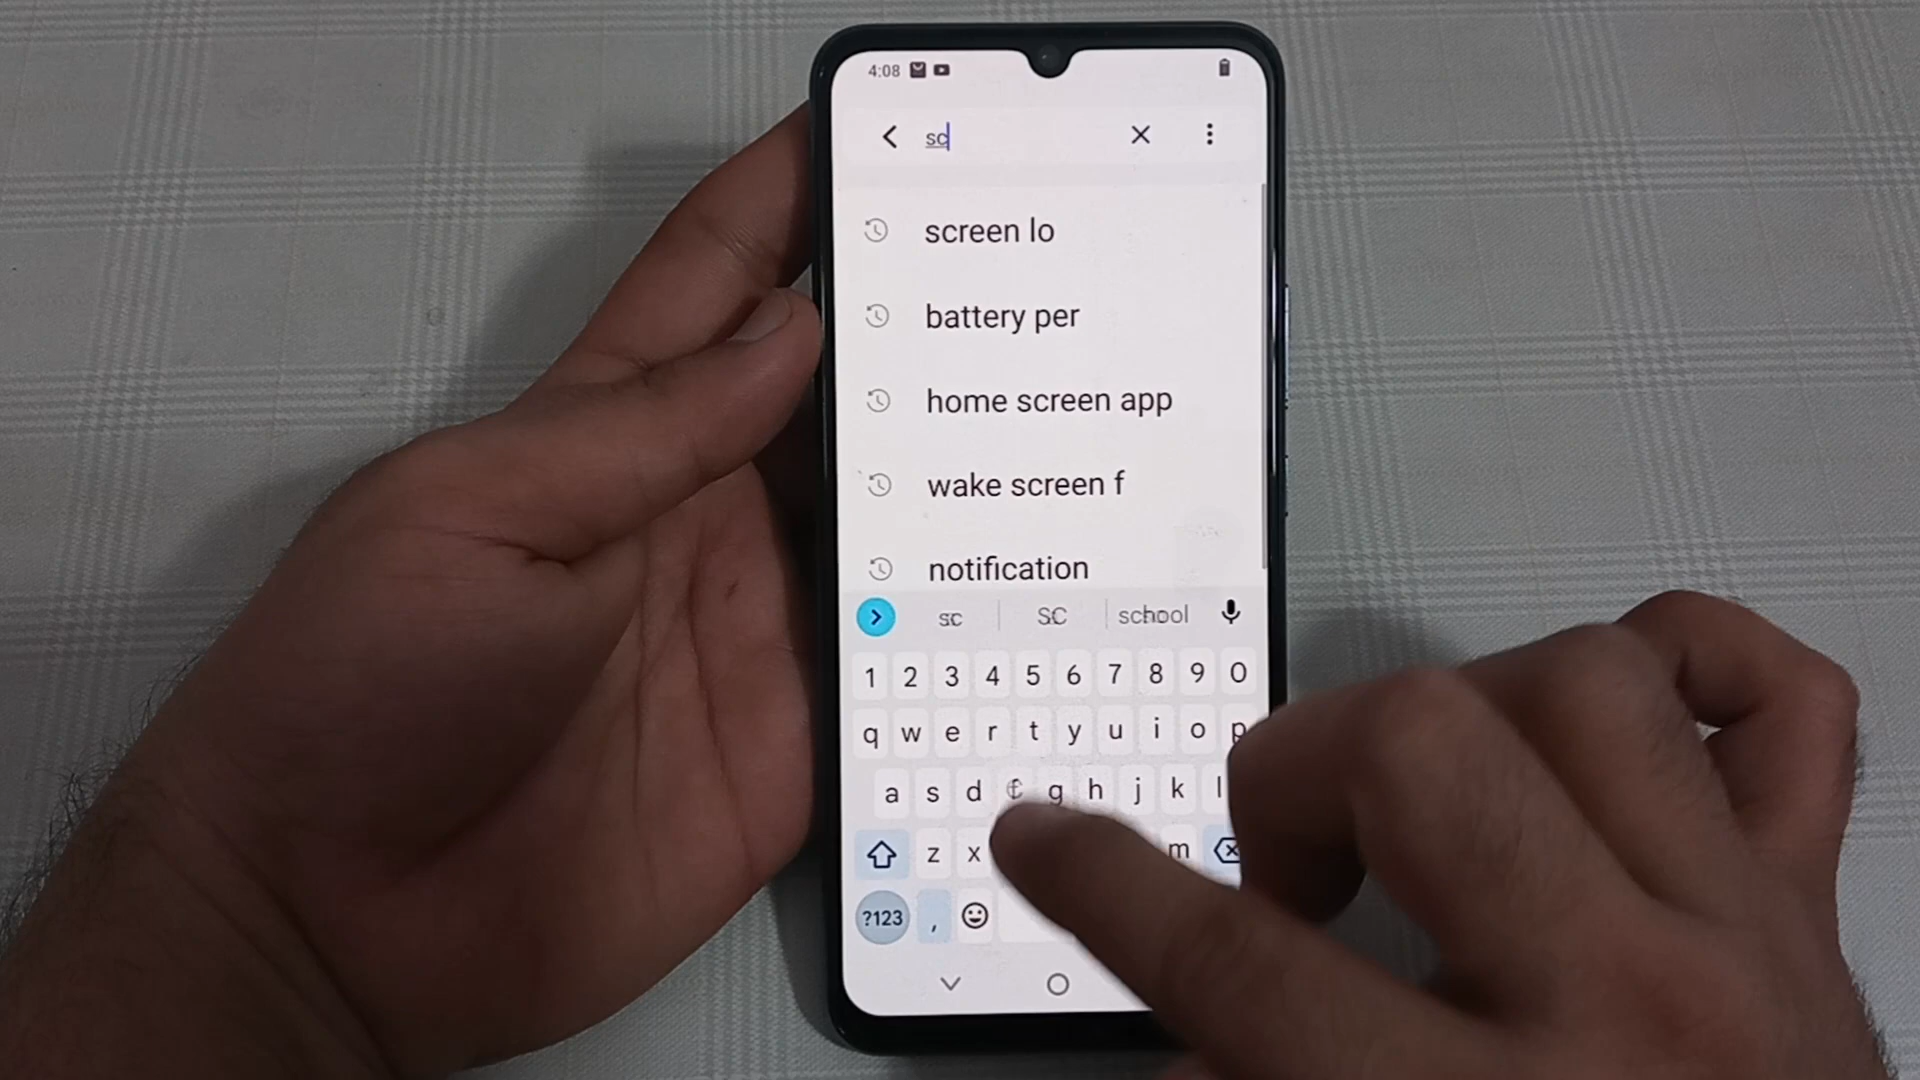 4:08
sc
screen lo
battery per
home screen app
wake screen f
notification
sc SC school
1 2 3 4 5 6 7 8 9 0
q w e r t y u i o p
a s d f g h j k l
z x m
?123 ,